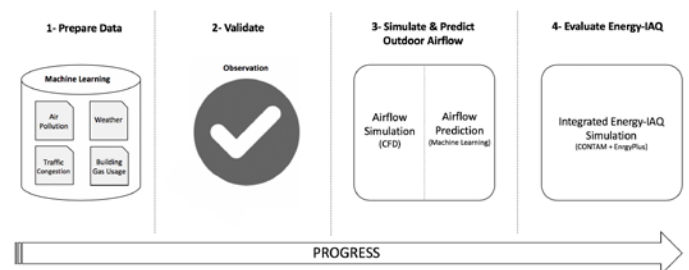 1- Prepare Data
Machine Learning
Air
Pollution
Weather
Traffic
Congestion
Building
Gas Usage
2- Validate
Observation
3- Simulate & Predict
Outdoor Airflow
Airflow
Simulation
(CFD)
Airflow
Prediction
(Machine Learning)
4- Evaluate Energy-IAQ
Integrated Energy-IAQ
Simulation
(CONTAM + EnrgyPlus)
PROGRESS